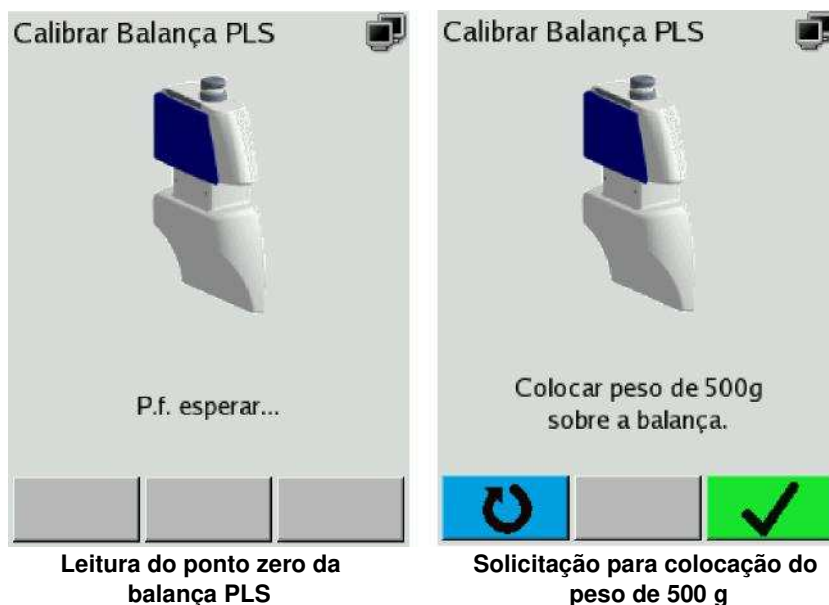 Calibrar Balança PLS
P.f. esperar...
Leitura do ponto zero da
balança PLS
Calibrar Balança PLS
Colocar peso de 500g
sobre a balança.
Solicitação para colocação do
peso de 500 g